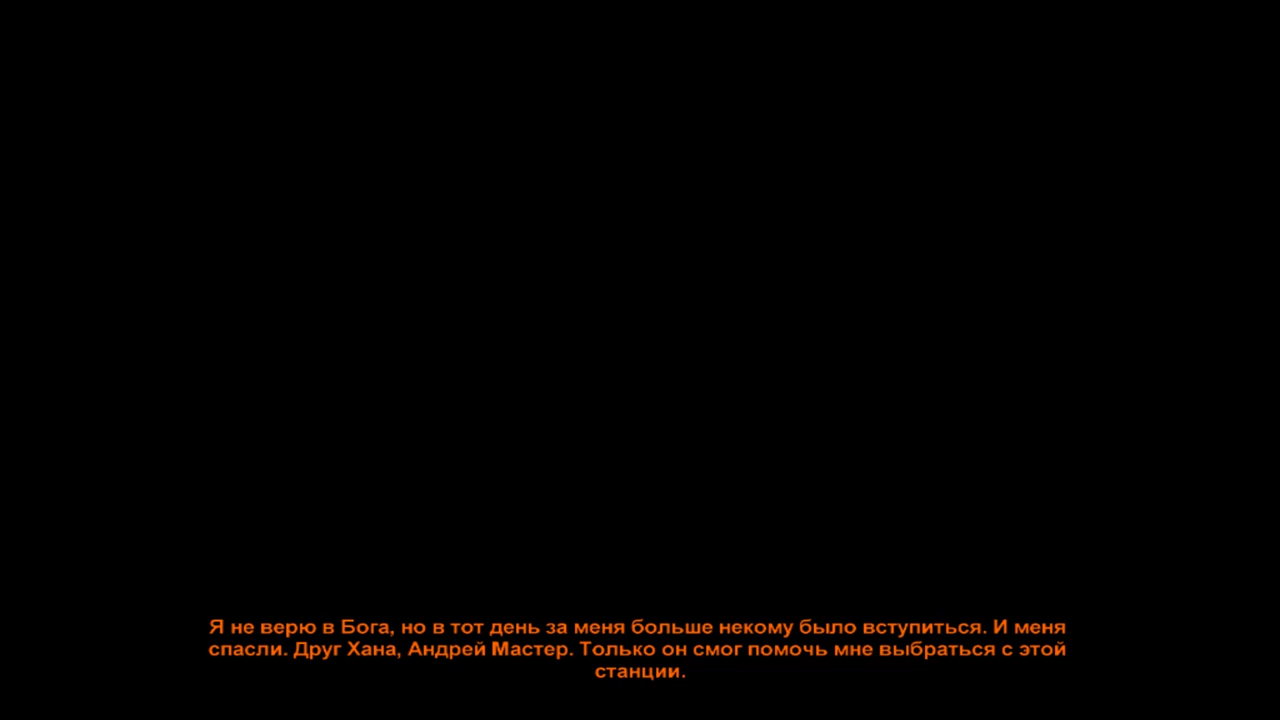 Я не верю в Бога, но в тот день за меня больше некому было вступиться. И меня
спасли. Друг Хана, Андрей Мастер. Только он смог помочь мне выбраться с этой
станции.